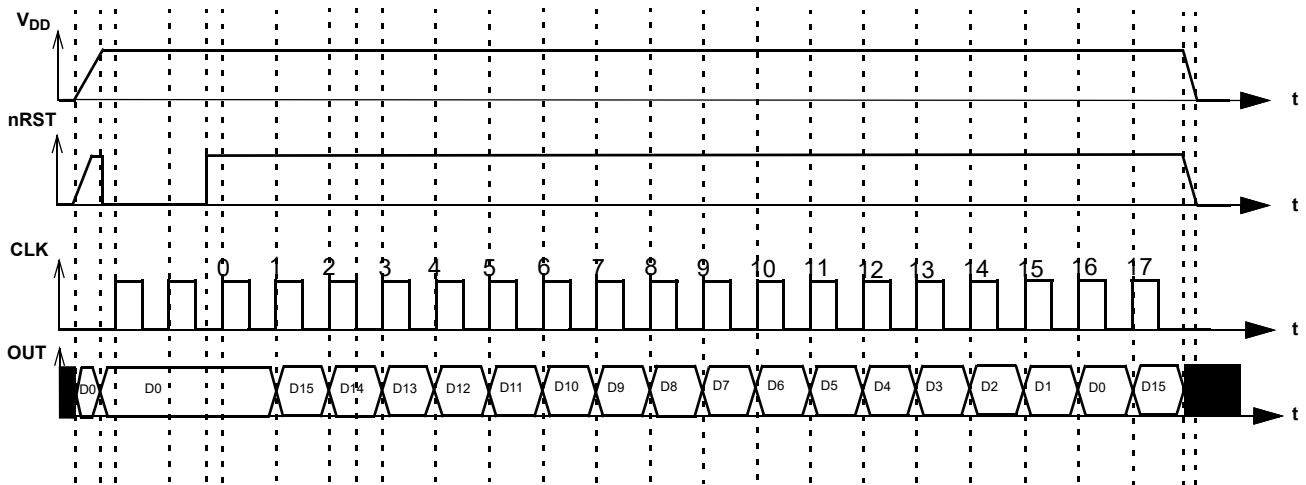 VDD
t
nRST
t
CLK
0 1 2 3 4 5 6 7 8 9 10 11 12 13 14 15 16 17
t
OUT
D0 D0 D15 D14 D13 D12 D11 D10 D9 D8 D7 D6 D5 D4 D3 D2 D1 D0 D15
t